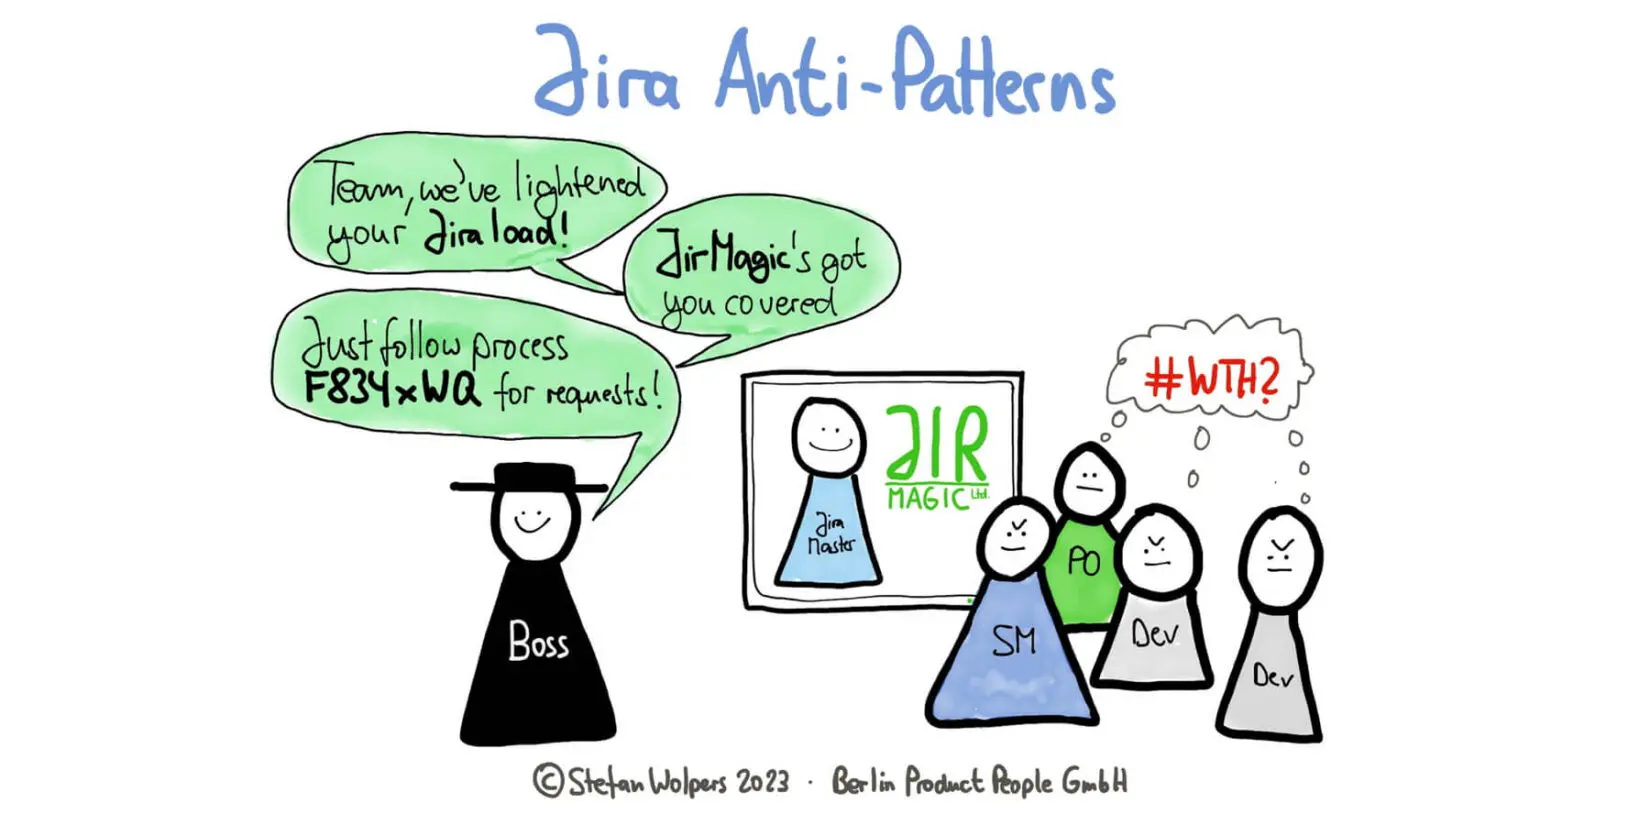 Jira Anti-Patterns
Team, we've lightened
your Jira load!
JirMagic's got
you covered
Just follow process
F834xWQ for requests!
#WTH?
JIR
MAGIC Ltd.
Jira
Master
PO
SM
Dev
Dev
Boss
©Stefan Wolpers 2023 · Berlin Product People GmbH